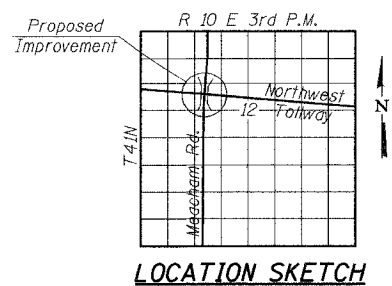 R 10 E 3rd P.M.
Proposed
Improvement
Northwest
12 Tollway
T41N
Meacham Rd.
N
LOCATION SKETCH